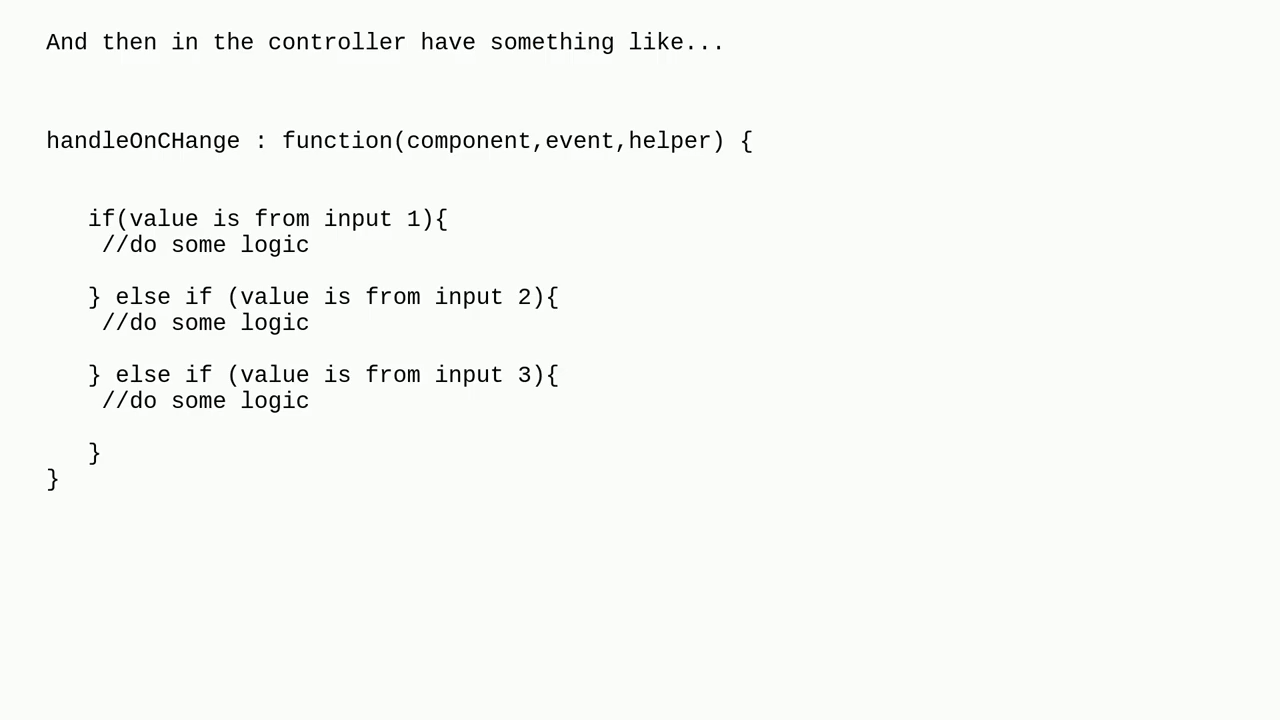 And then in the controller have something like...
handleOnCHange : function(component,event,helper) {
if(value is from input 1){
//do some logic
} else if (value is from input 2){
//do some logic
} else if (value is from input 3){
//do some logic
}
}